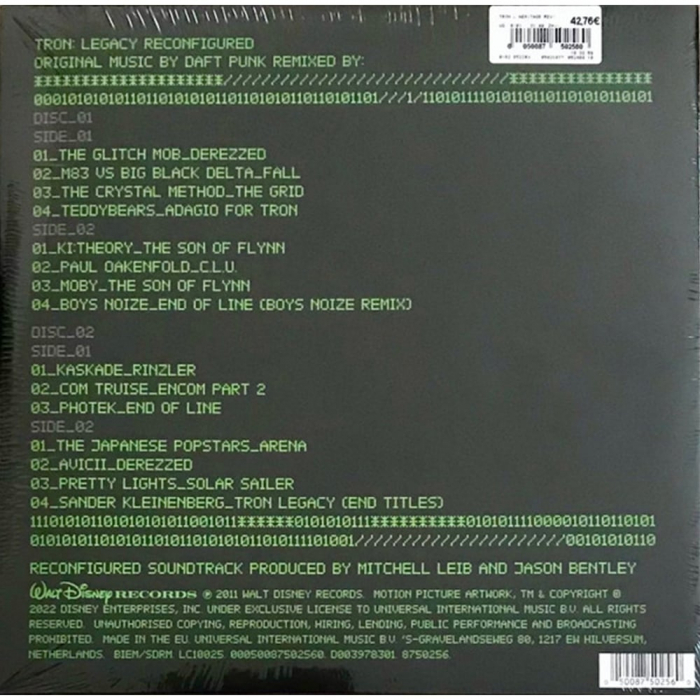 42,76€
0 050087 502560
TRON: LEGACY RECONFIGURED
ORIGINAL MUSIC BY DAFT PUNK REMIXED BY:
DISC_01
SIDE_01
01_THE GLITCH MOB_DEREZZED
02_M83 VS BIG BLACK DELTA_FALL
03_THE CRYSTAL METHOD_THE GRID
04_TEDDYBEARS_ADAGIO FOR TRON
SIDE_02
01_KI:THEORY_THE SON OF FLYNN
02_PAUL OAKENFOLD_C.L.U.
03_MOBY_THE SON OF FLYNN
04_BOYS NOIZE_END OF LINE (BOYS NOIZE REMIX)
DISC_02
SIDE_01
01_KASKADE_RINZLER
02_COM TRUISE_ENCOM PART 2
03_PHOTEK_END OF LINE
SIDE_02
01_THE JAPANESE POPSTARS_ARENA
02_AVICII_DEREZZED
03_PRETTY LIGHTS_SOLAR SAILER
04_SANDER KLEINENBERG_TRON LEGACY (END TITLES)
RECONFIGURED SOUNDTRACK PRODUCED BY MITCHELL LEIB AND JASON BENTLEY
WALT DISNEY RECORDS ℗ 2011 WALT DISNEY RECORDS. MOTION PICTURE ARTWORK, TM & COPYRIGHT ©
2022 DISNEY ENTERPRISES, INC. UNDER EXCLUSIVE LICENSE TO UNIVERSAL INTERNATIONAL MUSIC B.V. ALL RIGHTS
RESERVED. UNAUTHORISED COPYING, REPRODUCTION, HIRING, LENDING, PUBLIC PERFORMANCE AND BROADCASTING
PROHIBITED. MADE IN THE EU. UNIVERSAL INTERNATIONAL MUSIC B.V. 'S-GRAVELANDSEWEG 80, 1217 EW HILVERSUM,
NETHERLANDS. BIEM/SDRM. LC10025. 00050087502560. D003978301 8750256